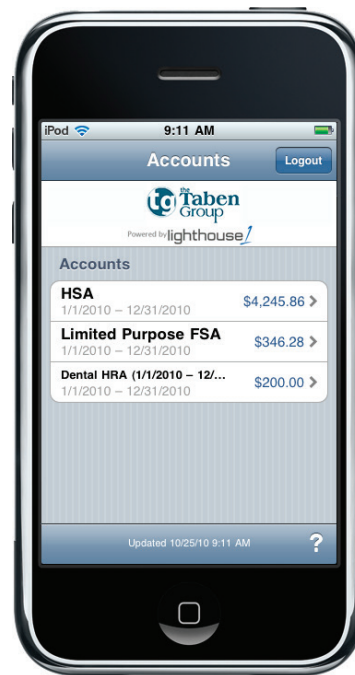 iPod 9:11 AM
Accounts Logout
tg the Taben
Group
Powered by lighthouse1
Accounts
HSA
1/1/2010 – 12/31/2010 $4,245.86
Limited Purpose FSA
1/1/2010 – 12/31/2010 $346.28
Dental HRA (1/1/2010 – 12/...
1/1/2010 – 12/31/2010 $200.00
Updated 10/25/10 9:11 AM ?